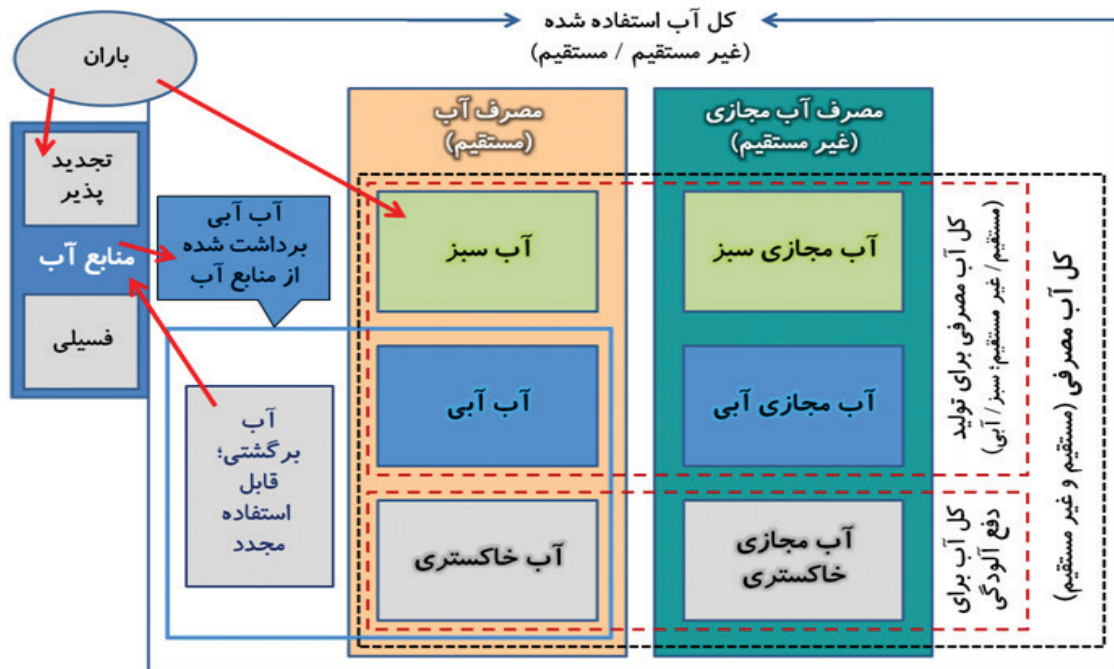 کل آب استفاده شده
(غیر مستقیم / مستقیم)
باران
مصرف آب
(مستقیم)
مصرف آب مجازی
(غیر مستقیم)
تجدید
پذیر
منابع آب
فسیلی
آب آبی
برداشت شده
از منابع آب
آب سبز
آب مجازی سبز
آب آبی
آب مجازی آبی
آب
برگشتی؛
قابل
استفاده
مجدد
آب خاکستری
آب مجازی
خاکستری
کل آب مصرفی برای تولید
(مستقیم / غیر مستقیم؛ سبز / آبی)
کل آب برای
دفع آلودگی
کل آب مصرفی (مستقیم و غیر مستقیم)